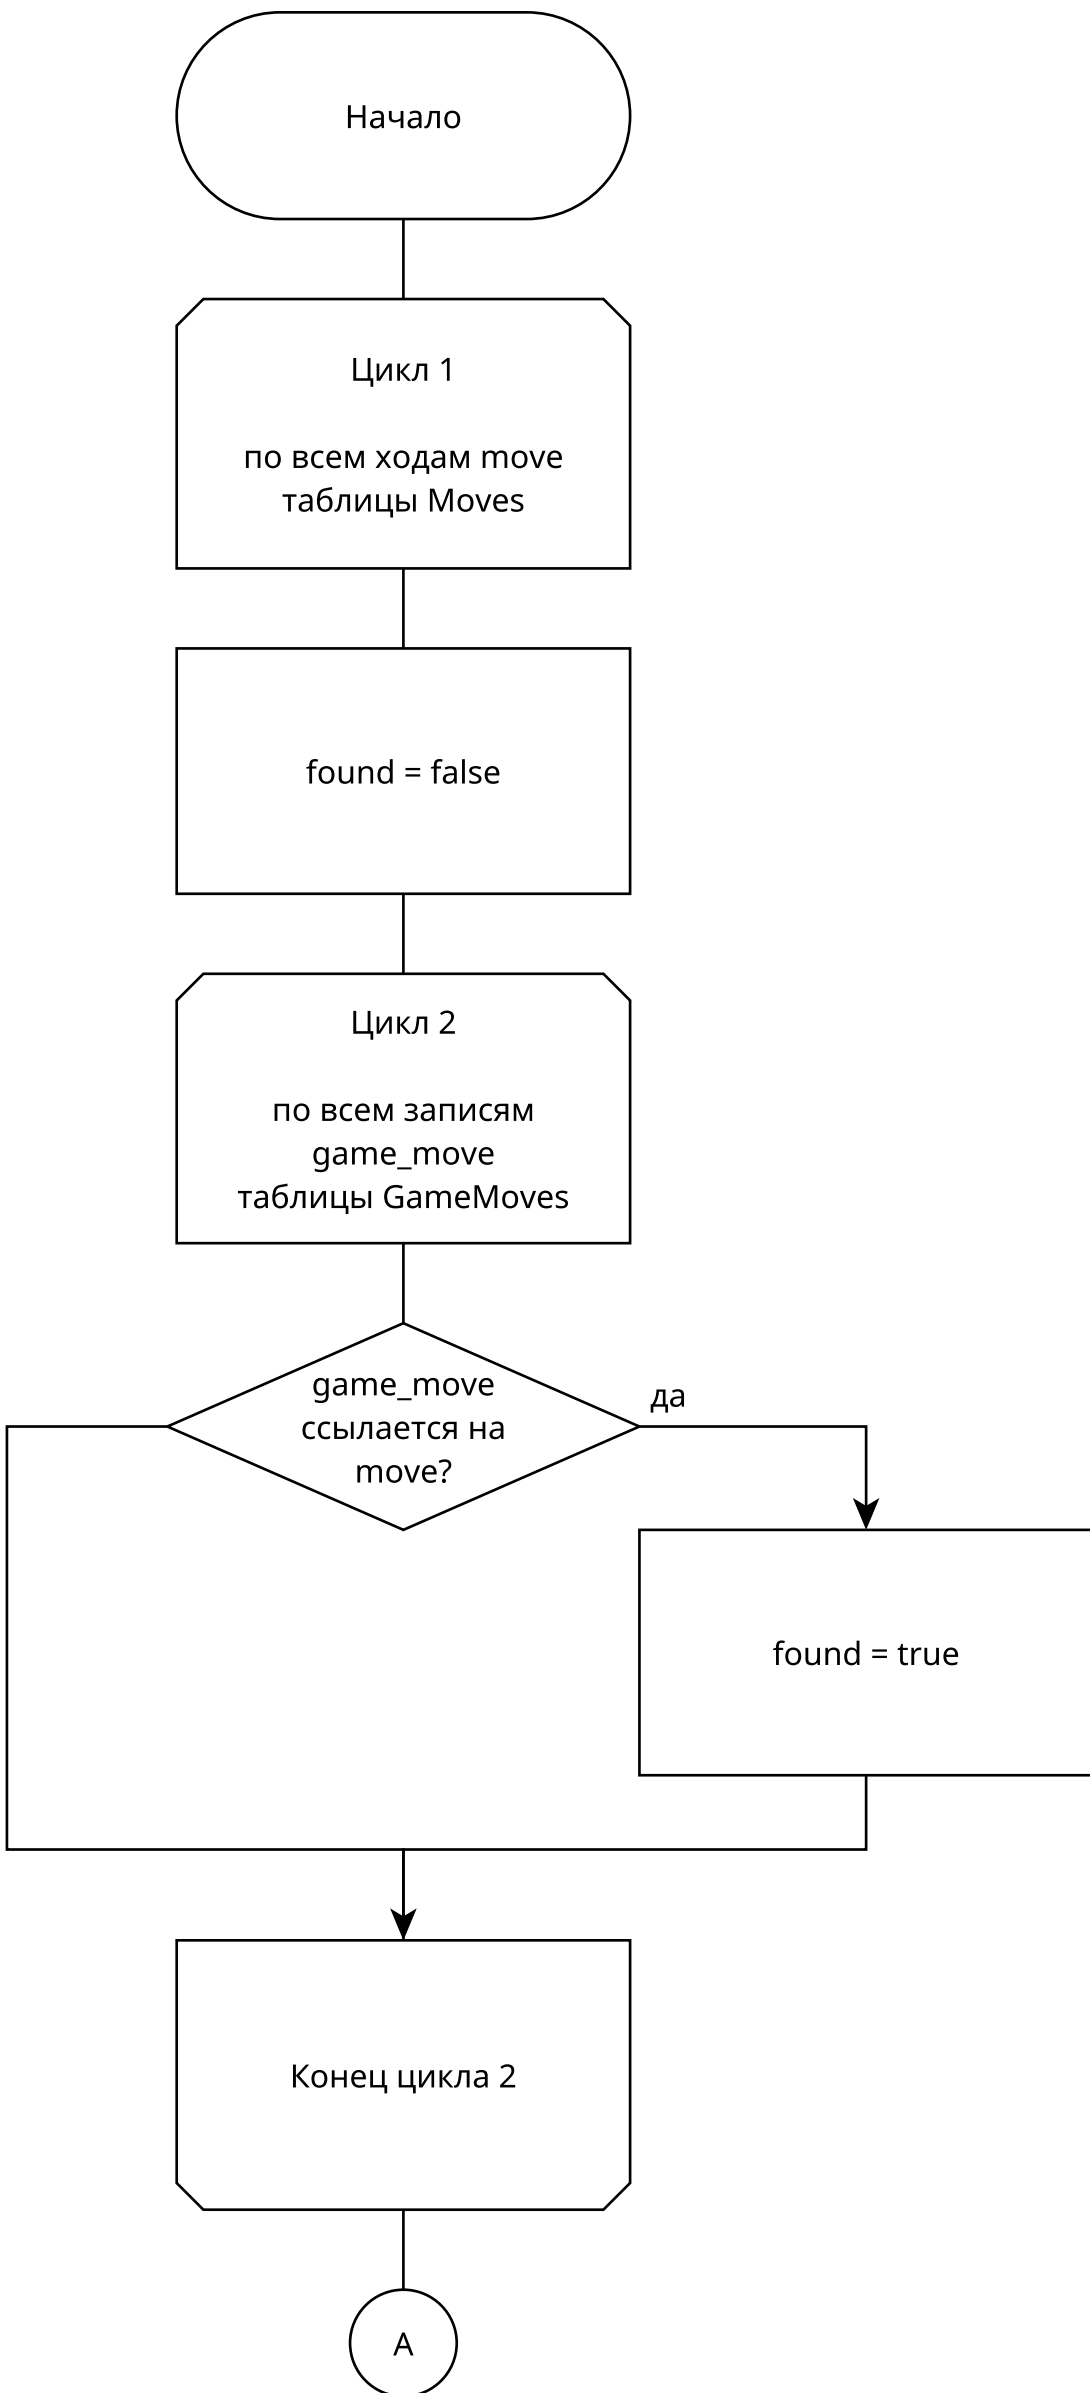 Начало
Цикл 1
по всем ходам move
таблицы Moves
found = false
Цикл 2
по всем записям
game_move
таблицы GameMoves
game_move
ссылается на
move?
да
found = true
Конец цикла 2
A